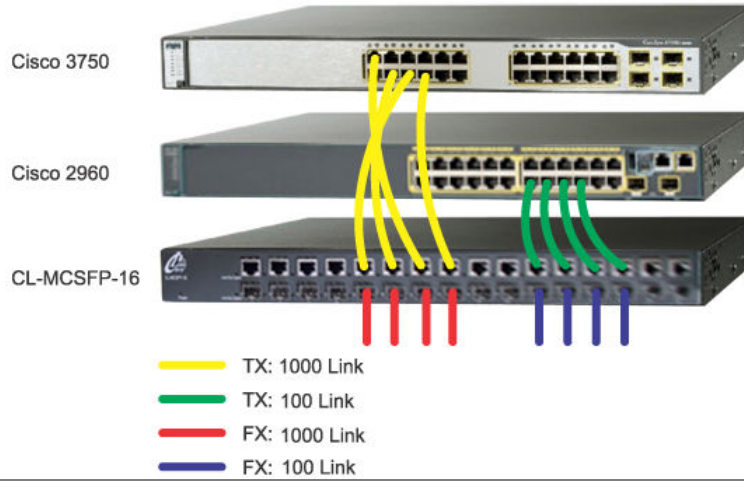 Cisco 3750
Cisco 2960
CL-MCSFP-16
TX: 1000 Link
TX: 100 Link
FX: 1000 Link
FX: 100 Link